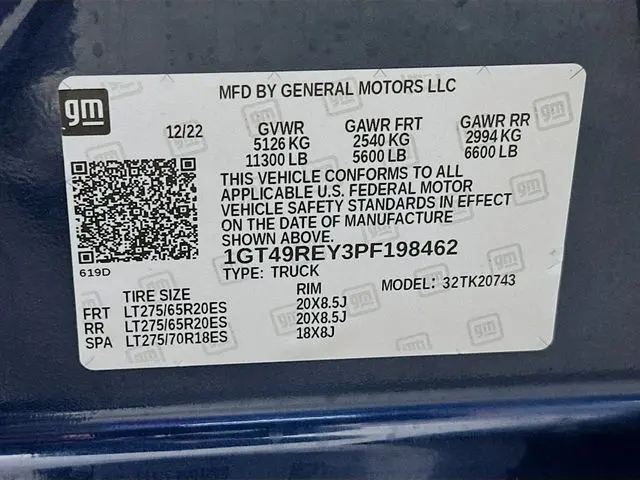 gm
MFD BY GENERAL MOTORS LLC
12/22 GVWR GAWR FRT GAWR RR
5126 KG 2540 KG 2994 KG
11300 LB 5600 LB 6600 LB
THIS VEHICLE CONFORMS TO ALL
APPLICABLE U.S. FEDERAL MOTOR
VEHICLE SAFETY STANDARDS IN EFFECT
ON THE DATE OF MANUFACTURE
SHOWN ABOVE.
619D
1GT49REY3PF198462
TYPE: TRUCK MODEL: 32TK20743
TIRE SIZE RIM
FRT LT275/65R20ES 20X8.5J
RR LT275/65R20ES 20X8.5J
SPA LT275/70R18ES 18X8J